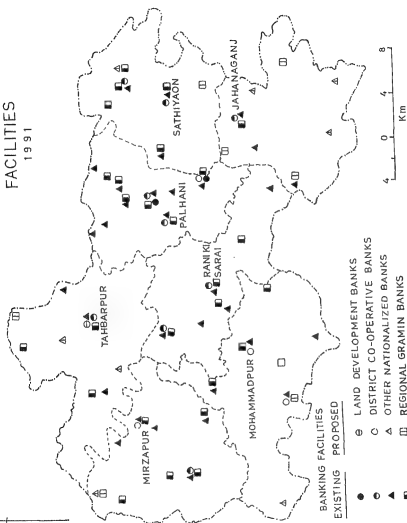 FACILITIES
1991
SATHIYAON
JAHANAGANJ
PALHANI
RANI KI
SARAI
TAHBARPUR
MOHAMMADPUR
MIRZAPUR
4 0 4 8
Km
BANKING FACILITIES
EXISTING PROPOSED
LAND DEVELOPMENT BANKS
DISTRICT CO-OPERATIVE BANKS
OTHER NATIONALIZED BANKS
REGIONAL GRAMIN BANKS